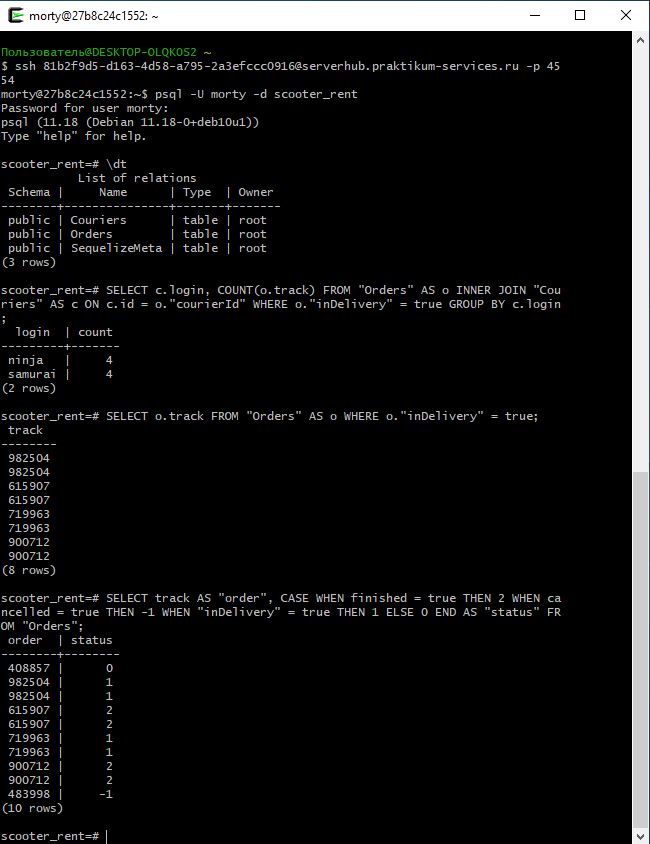 morty@27b8c24c1552: ~
Пользователь@DESKTOP-OLQKOS2 ~
$ ssh 81b2f9d5-d163-4d58-a795-2a3efccc0916@serverhub.praktikum-services.ru -p 45
54
morty@27b8c24c1552:~$ psql -U morty -d scooter_rent
Password for user morty:
psql (11.18 (Debian 11.18-0+deb10u1))
Type "help" for help.
scooter_rent=# \dt
List of relations
Schema |     Name      | Type  | Owner
--------+---------------+-------+-------
public | Couriers      | table | root
public | Orders        | table | root
public | SequelizeMeta | table | root
(3 rows)
scooter_rent=# SELECT c.login, COUNT(o.track) FROM "Orders" AS o INNER JOIN "Cou
riers" AS c ON c.id = o."courierId" WHERE o."inDelivery" = true GROUP BY c.login
;
login  | count
---------+-------
ninja   |     4
samurai |     4
(2 rows)
scooter_rent=# SELECT o.track FROM "Orders" AS o WHERE o."inDelivery" = true;
track
--------
982504
982504
615907
615907
719963
719963
900712
900712
(8 rows)
scooter_rent=# SELECT track AS "order", CASE WHEN finished = true THEN 2 WHEN ca
ncelled = true THEN -1 WHEN "inDelivery" = true THEN 1 ELSE 0 END AS "status" FR
OM "Orders";
order  | status
--------+--------
408857 |      0
982504 |      1
982504 |      1
615907 |      2
615907 |      2
719963 |      1
719963 |      1
900712 |      2
900712 |      2
483998 |     -1
(10 rows)
scooter_rent=#